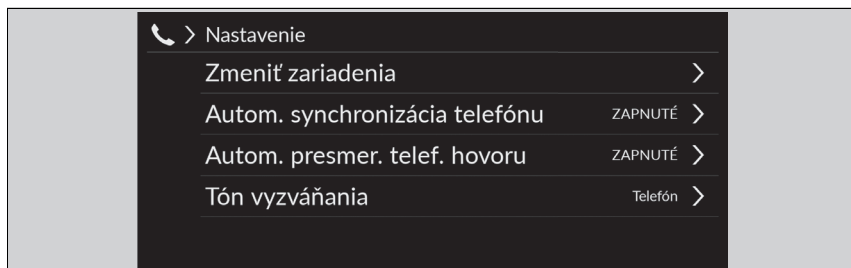 Nastavenie
Zmeniť zariadenia
Autom. synchronizácia telefónu ZAPNUTÉ
Autom. presmer. telef. hovoru ZAPNUTÉ
Tón vyzváňania Telefón